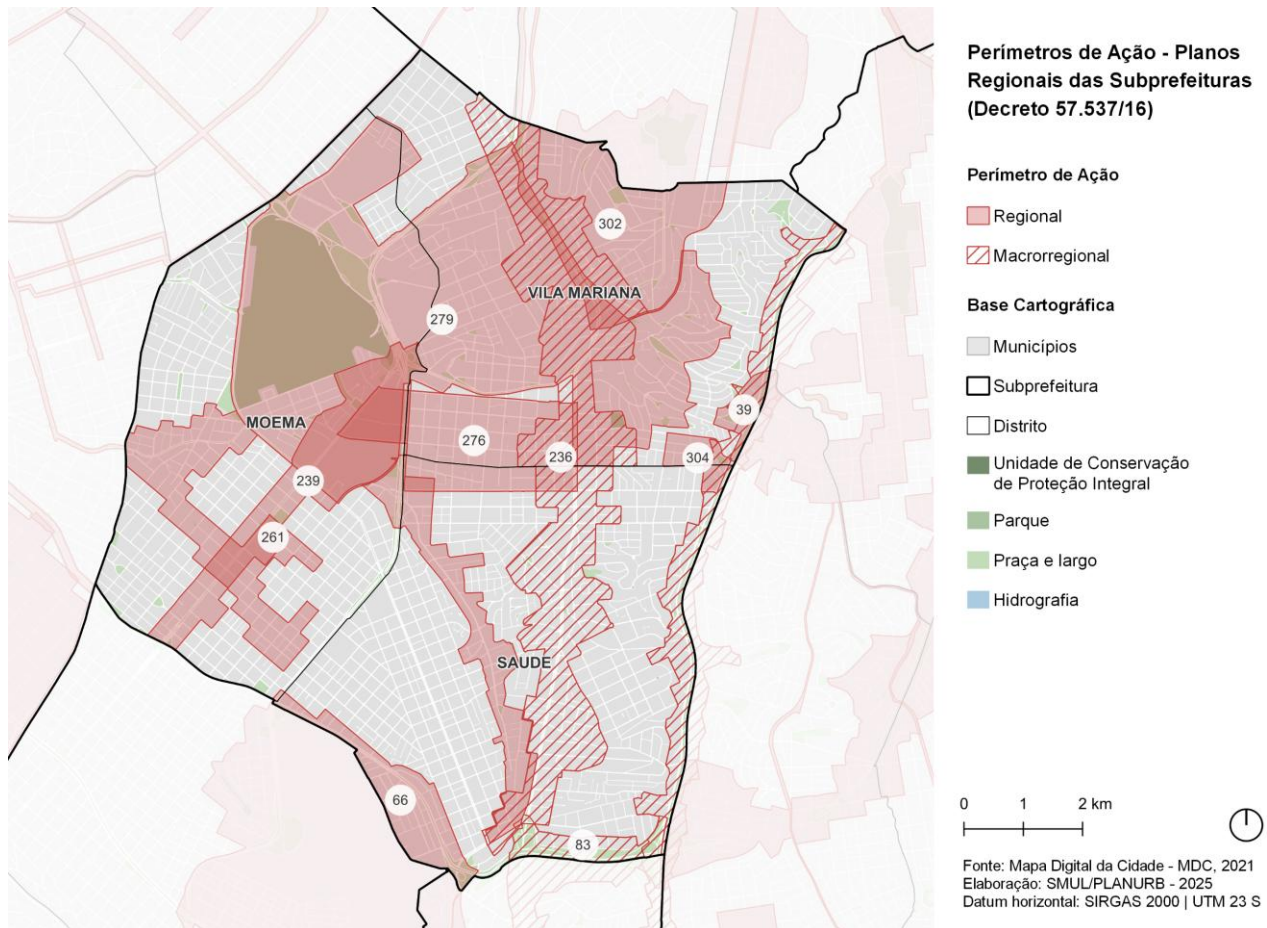 Perímetros de Ação - Planos
Regionais das Subprefeituras
(Decreto 57.537/16)
Perímetro de Ação
Regional
Macrorregional
Base Cartográfica
Municípios
Subprefeitura
Distrito
Unidade de Conservação
de Proteção Integral
Parque
Praça e largo
Hidrografia
302
VILA MARIANA
279
39
MOEMA
276
236
304
239
261
SAUDE
66
83
0 1 2 km
Fonte: Mapa Digital da Cidade - MDC, 2021
Elaboração: SMUL/PLANURB - 2025
Datum horizontal: SIRGAS 2000 | UTM 23 S